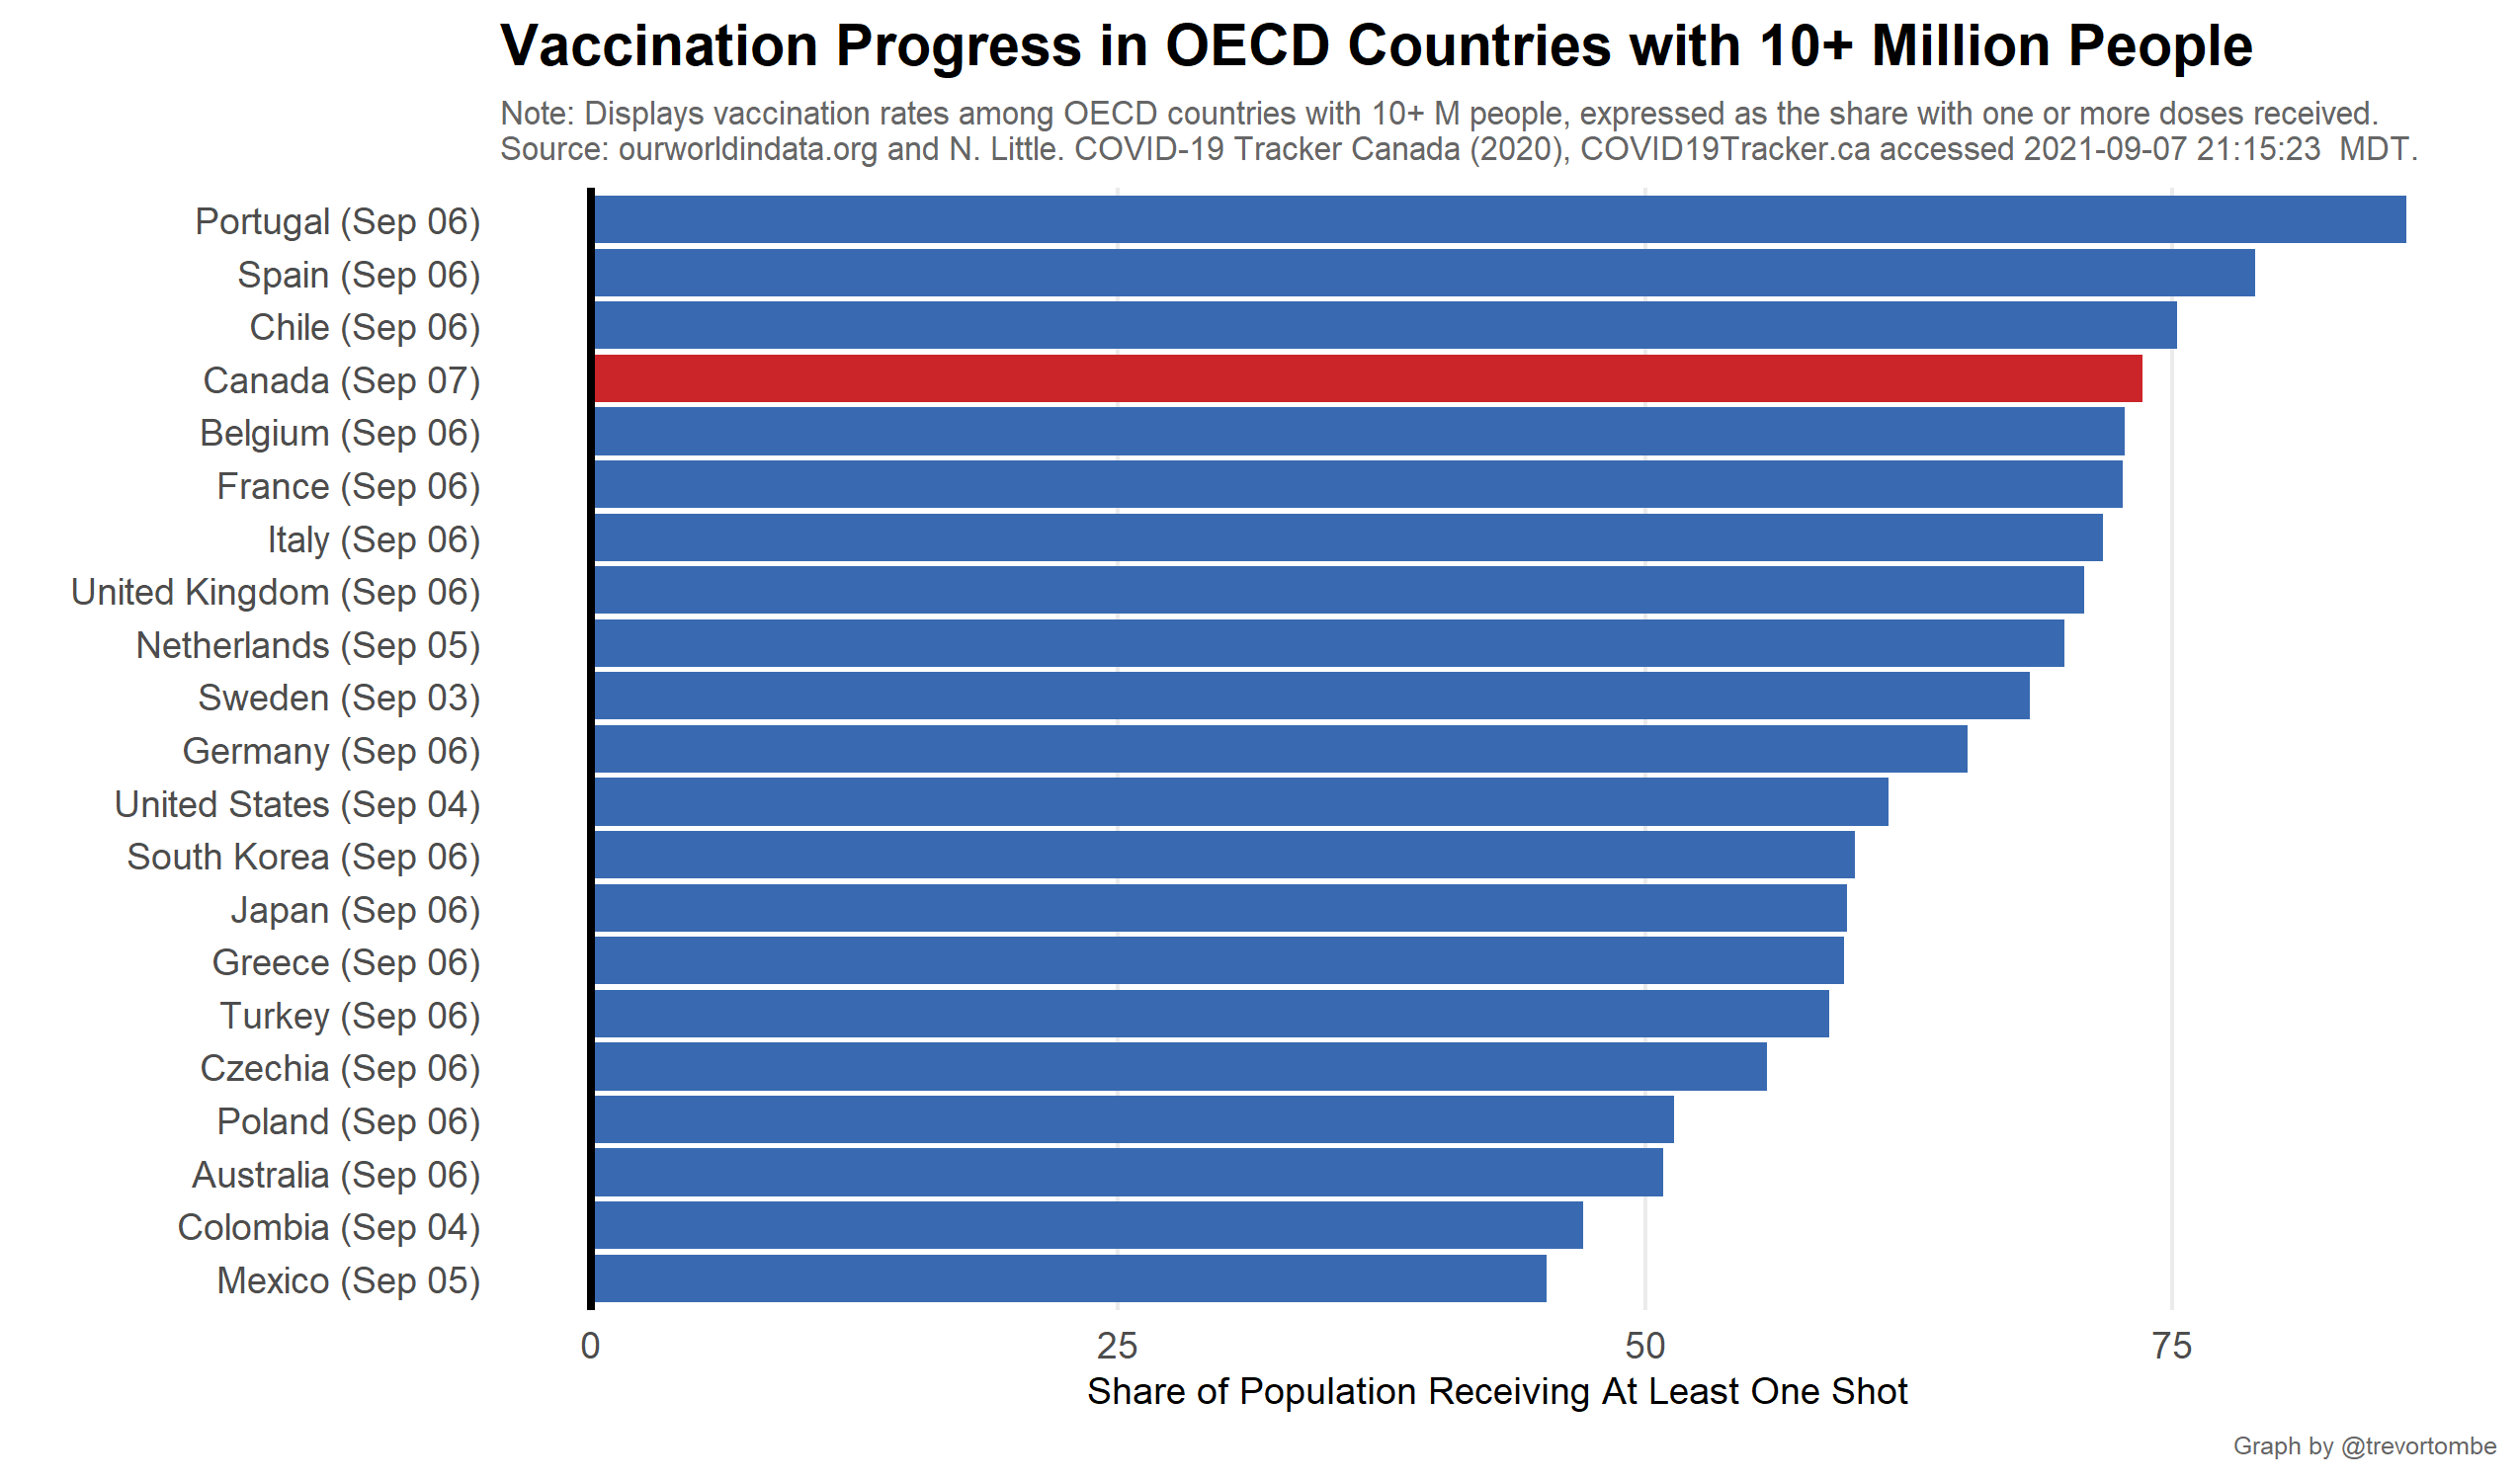 Vaccination Progress in OECD Countries with 10+ Million People
Note: Displays vaccination rates among OECD countries with 10+ M people, expressed as the share with one or more doses received.
Source: ourworldindata.org and N. Little. COVID-19 Tracker Canada (2020), COVID19Tracker.ca accessed 2021-09-07 21:15:23  MDT.
Portugal (Sep 06)
Spain (Sep 06)
Chile (Sep 06)
Canada (Sep 07)
Belgium (Sep 06)
France (Sep 06)
Italy (Sep 06)
United Kingdom (Sep 06)
Netherlands (Sep 05)
Sweden (Sep 03)
Germany (Sep 06)
United States (Sep 04)
South Korea (Sep 06)
Japan (Sep 06)
Greece (Sep 06)
Turkey (Sep 06)
Czechia (Sep 06)
Poland (Sep 06)
Australia (Sep 06)
Colombia (Sep 04)
Mexico (Sep 05)
0 25 50 75
Share of Population Receiving At Least One Shot
Graph by @trevortombe